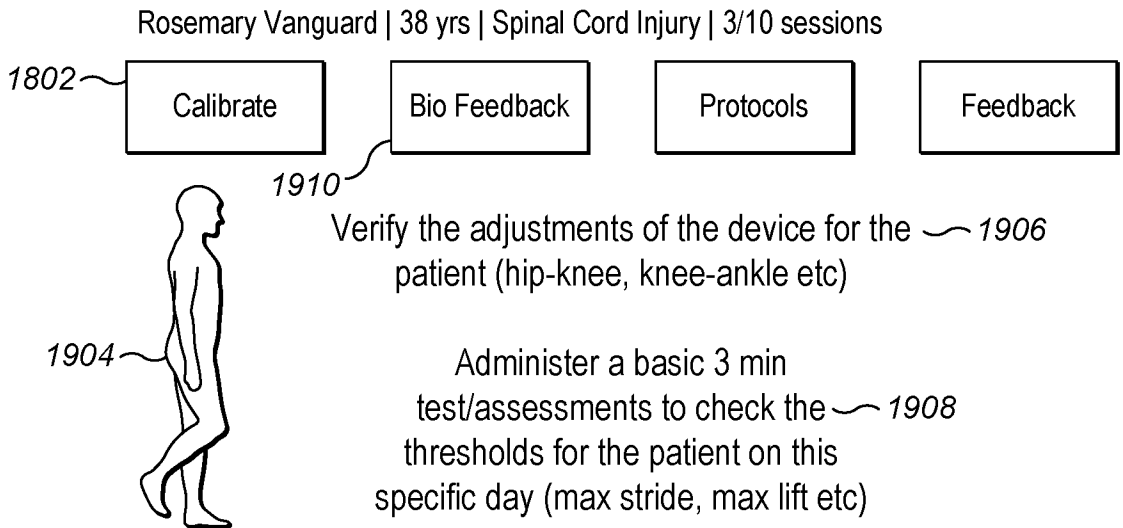 Rosemary Vanguard | 38 yrs | Spinal Cord Injury | 3/10 sessions
1802
Calibrate
Bio Feedback
Protocols
Feedback
1910
Verify the adjustments of the device for the 1906
patient (hip-knee, knee-ankle etc)
1904
Administer a basic 3 min
test/assessments to check the 1908
thresholds for the patient on this
specific day (max stride, max lift etc)